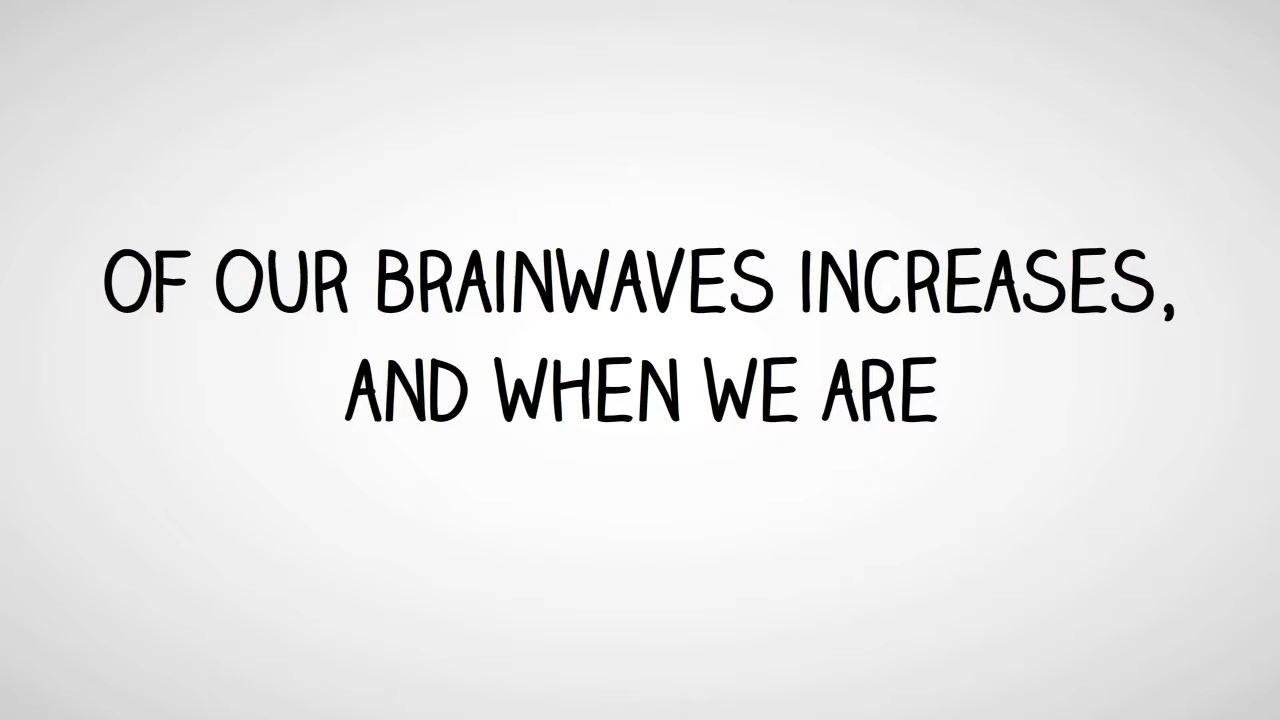 OF OUR BRAINWAVES INCREASES,
AND WHEN WE ARE